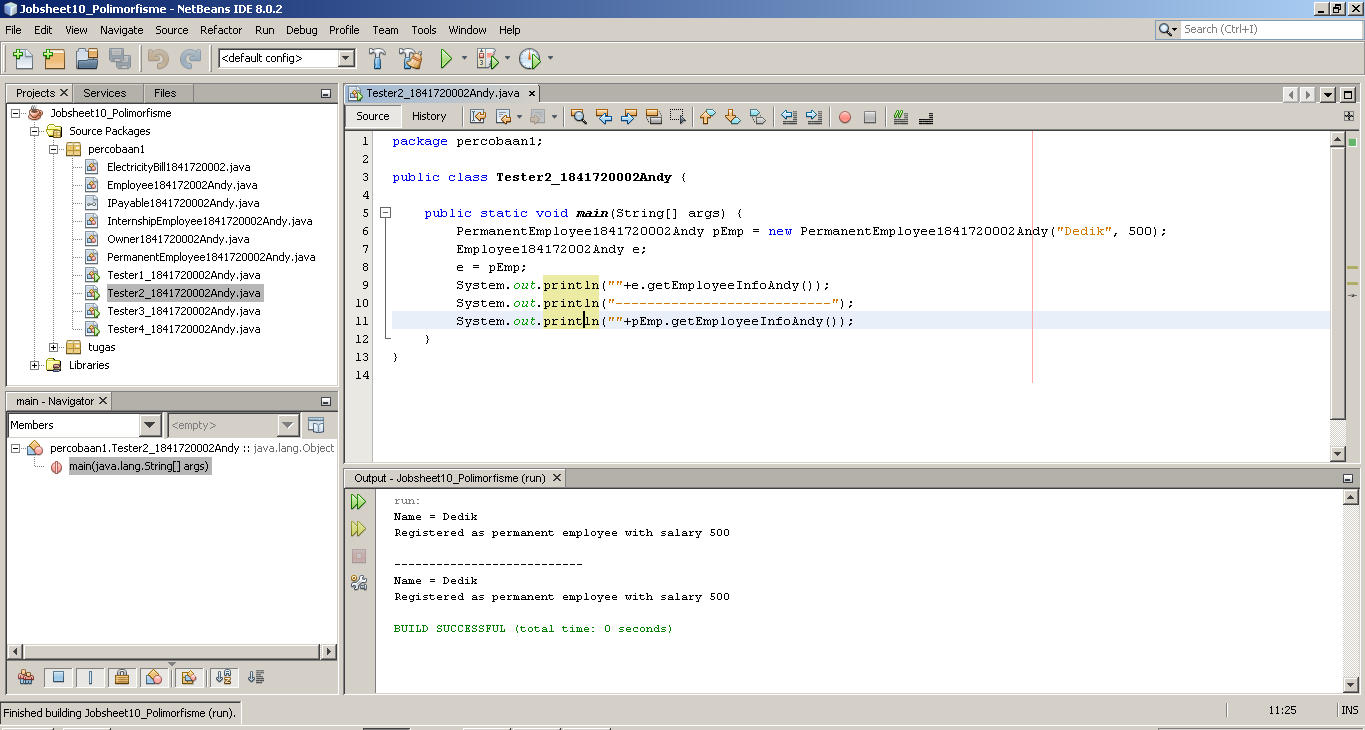 Jobsheet10_Polimorfisme - NetBeans IDE 8.0.2
File Edit View Navigate Source Refactor Run Debug Profile Team Tools Window Help
Search (Ctrl+I)
<default config>
Projects Services Files
Jobsheet10_Polimorfisme
Source Packages
percobaan1
ElectricityBill1841720002.java
Employee184172002Andy.java
IPayable1841720002Andy.java
InternshipEmployee1841720002Andy.java
Owner1841720002Andy.java
PermanentEmployee1841720002Andy.java
Tester1_1841720002Andy.java
Tester2_1841720002Andy.java
Tester3_1841720002Andy.java
Tester4_1841720002Andy.java
tugas
Libraries
main - Navigator
Members
<empty>
percobaan1.Tester2_1841720002Andy :: java.lang.Object
main(java.lang.String[] args)
Tester2_1841720002Andy.java
Source History
1 package percobaan1;
2
3 public class Tester2_1841720002Andy {
4
5 public static void main(String[] args) {
6 PermanentEmployee1841720002Andy pEmp = new PermanentEmployee1841720002Andy("Dedik", 500);
7 Employee184172002Andy e;
8 e = pEmp;
9 System.out.println(""+e.getEmployeeInfoAndy());
10 System.out.println("---------------------------");
11 System.out.println(""+pEmp.getEmployeeInfoAndy());
12 }
13 }
14
Output - Jobsheet10_Polimorfisme (run)
run:
Name = Dedik
Registered as permanent employee with salary 500
---------------------------
Name = Dedik
Registered as permanent employee with salary 500
BUILD SUCCESSFUL (total time: 0 seconds)
Finished building Jobsheet10_Polimorfisme (run).
11:25 INS